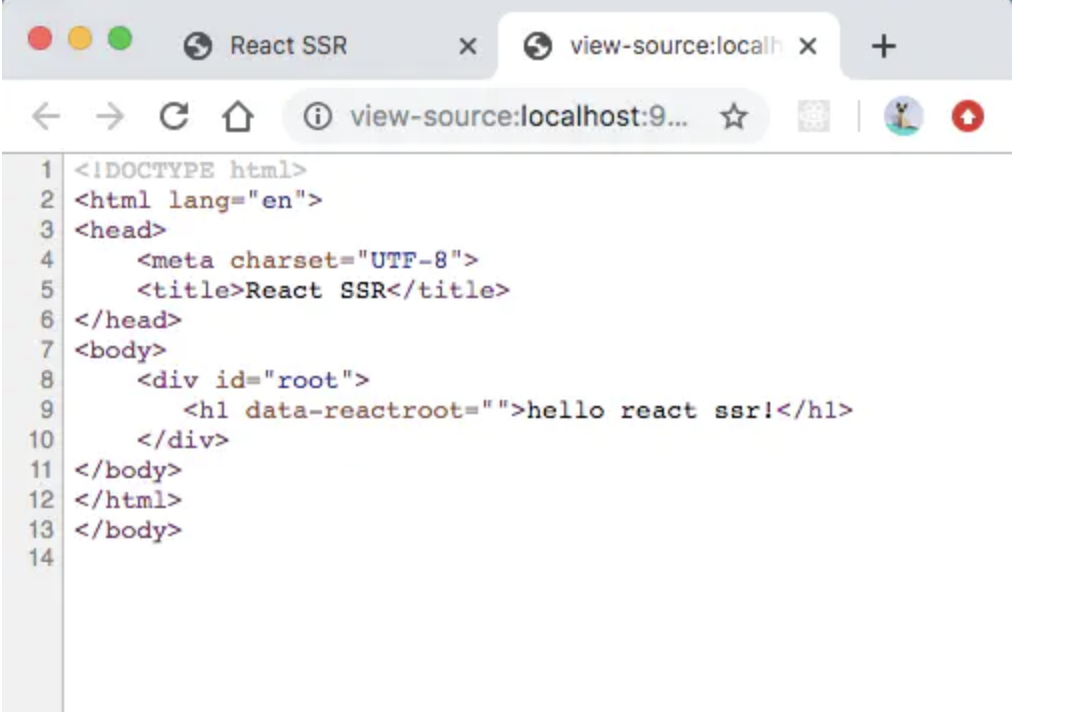 React SSR
view-source:localh
view-source:localhost:9...
1 <!DOCTYPE html>
2 <html lang="en">
3 <head>
4     <meta charset="UTF-8">
5     <title>React SSR</title>
6 </head>
7 <body>
8     <div id="root">
9        <h1 data-reactroot="">hello react ssr!</h1>
10     </div>
11 </body>
12 </html>
13 </body>
14